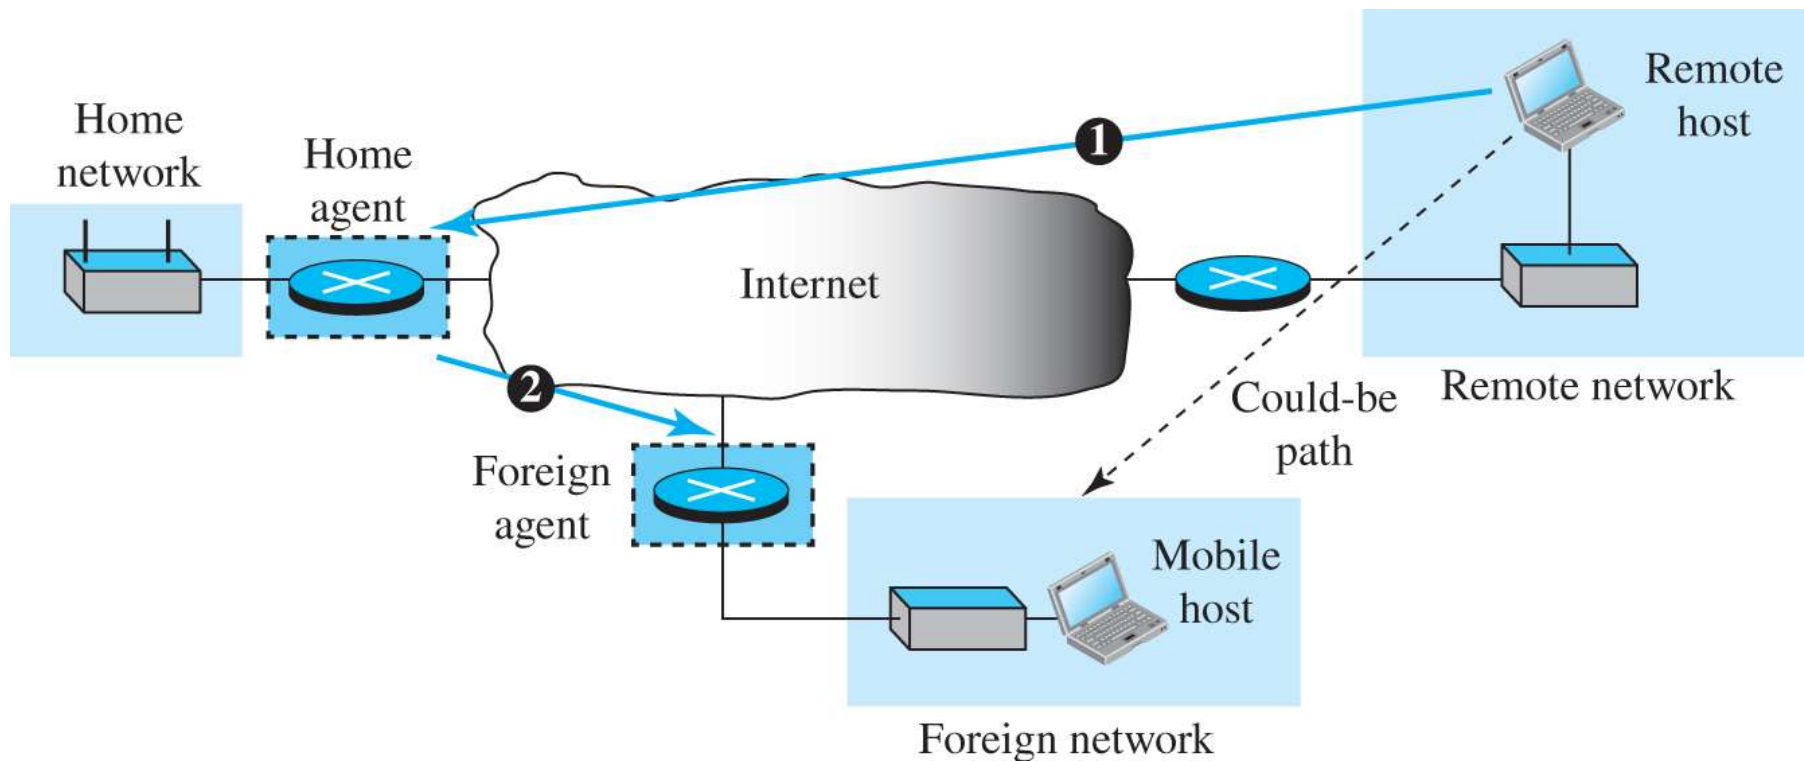 Home
network
Home
agent
1
Remote
host
Internet
2
Could-be
path
Remote network
Foreign
agent
Mobile
host
Foreign network